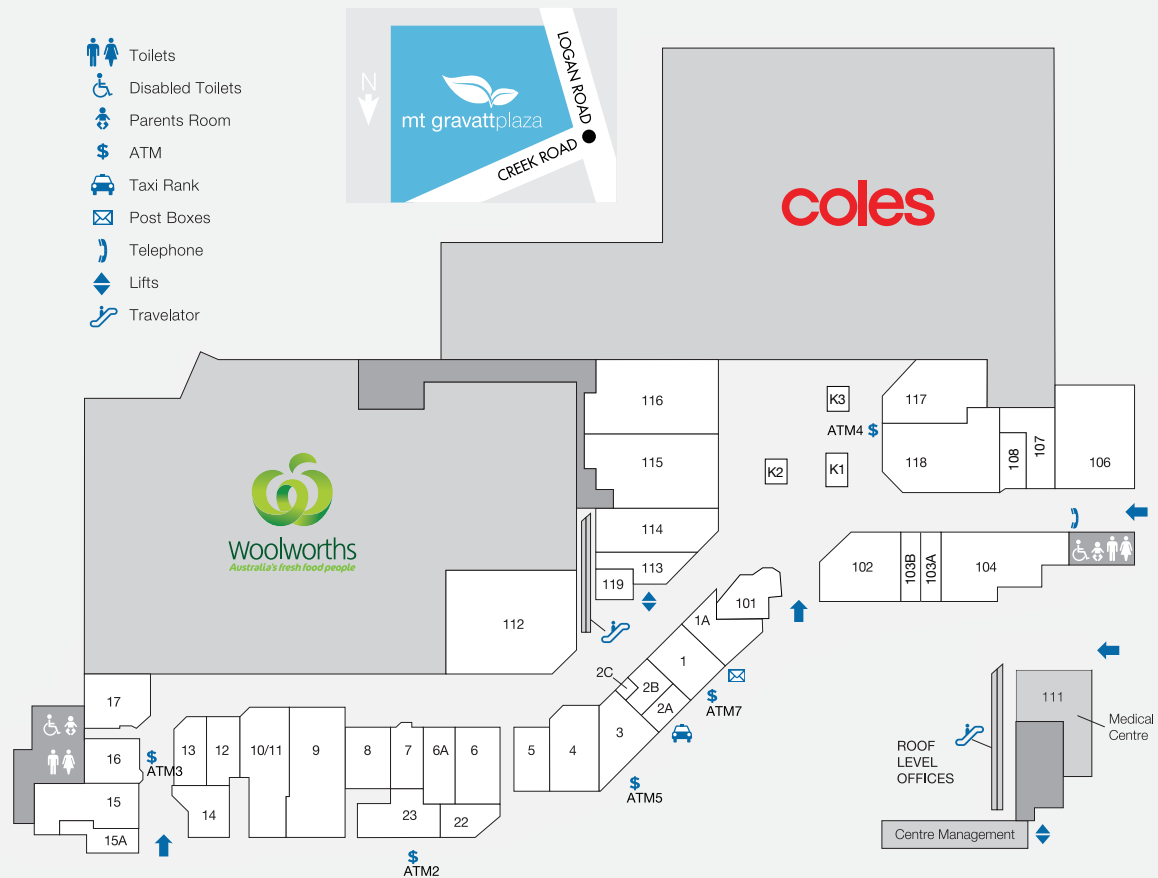 Toilets
Disabled Toilets
Parents Room
$ ATM
Taxi Rank
Post Boxes
Telephone
Lifts
Travelator
N
mt gravattplaza
LOGAN ROAD
CREEK ROAD
coles
Woolworths
Australia's fresh food people
116
115
114
113
119
112
K3
ATM4 $
K2
K1
117
118
108
107
106
102
103B
103A
104
101
1A
1
2C
2B
2A
3
$
ATM7
4
5
$
ATM5
17
16
$
ATM3
15
15A
13
12
14
10/11
9
8
7
6A
6
23
22
$
ATM2
111
Medical
Centre
ROOF
LEVEL
OFFICES
Centre Management